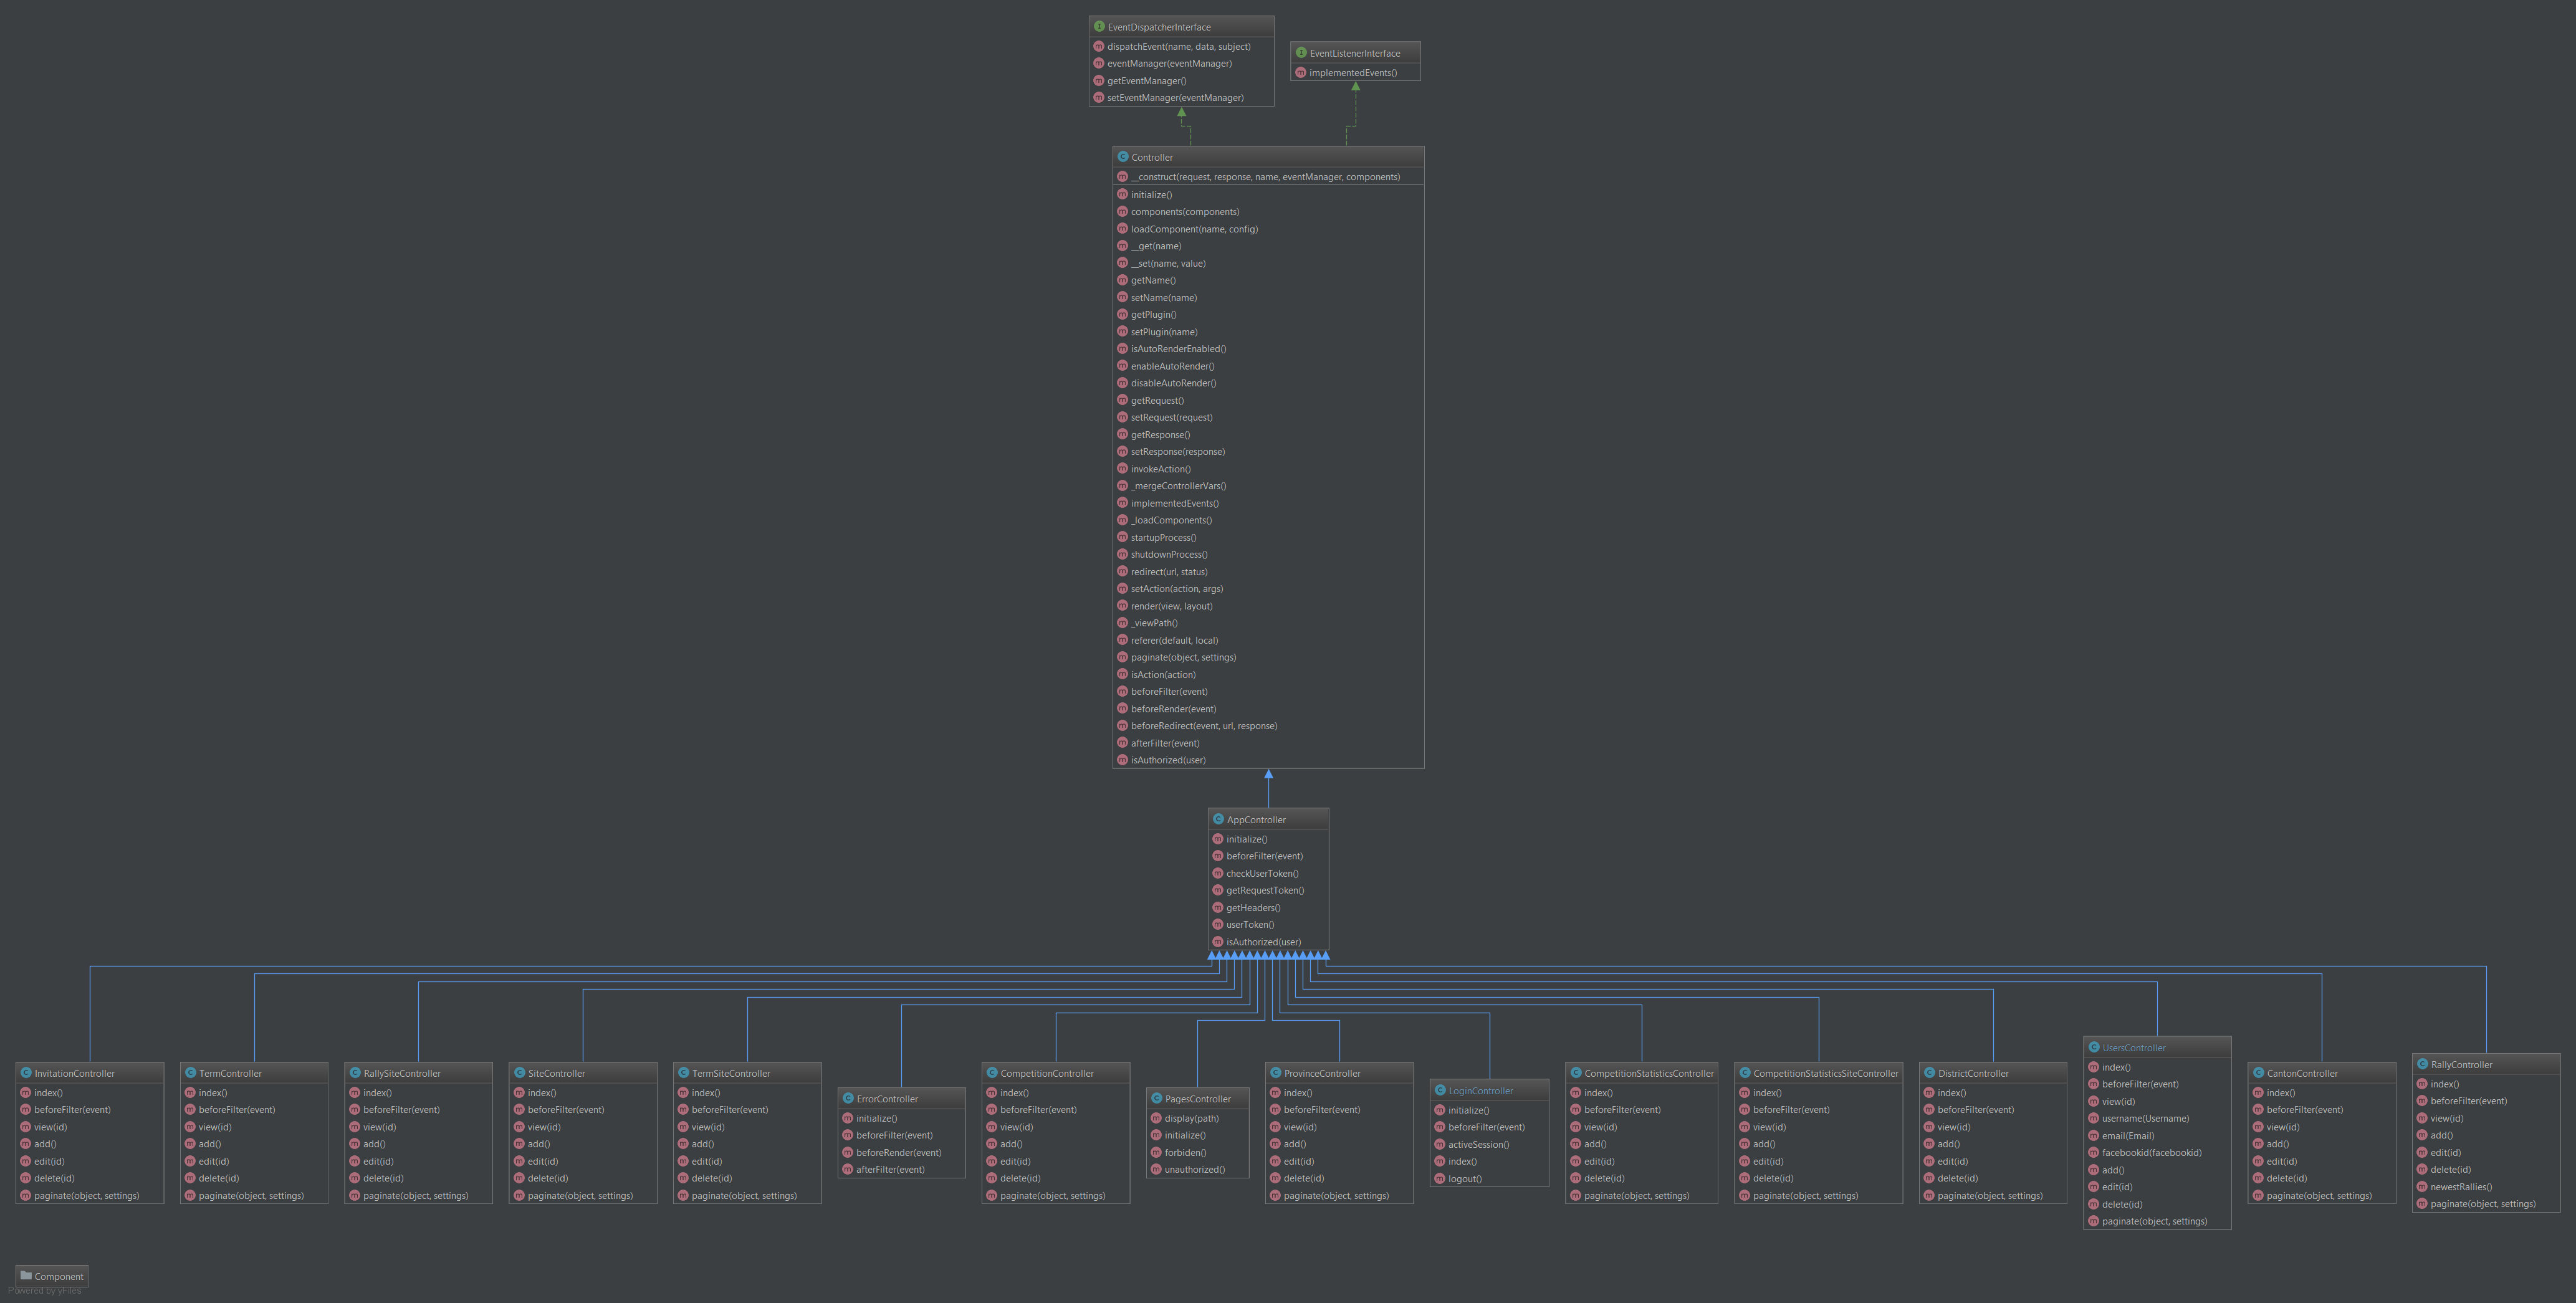 EventDispatcherInterface
dispatchEvent(name, data, subject)
eventManager(eventManager)
getEventManager()
setEventManager(eventManager)
EventListenerInterface
implementedEvents()
Controller
__construct(request, response, name, eventManager, components)
initialize()
components(components)
loadComponent(name, config)
__get(name)
__set(name, value)
getName()
setName(name)
getPlugin()
setPlugin(name)
isAutoRenderEnabled()
enableAutoRender()
disableAutoRender()
getRequest()
setRequest(request)
getResponse()
setResponse(response)
invokeAction()
_mergeControllerVars()
implementedEvents()
_loadComponents()
startupProcess()
shutdownProcess()
redirect(url, status)
setAction(action, args)
render(view, layout)
_viewPath()
referer(default, local)
paginate(object, settings)
isAction(action)
beforeFilter(event)
beforeRender(event)
beforeRedirect(event, url, response)
afterFilter(event)
isAuthorized(user)
AppController
initialize()
beforeFilter(event)
checkUserToken()
getRequestToken()
getHeaders()
userToken()
isAuthorized(user)
InvitationController
index()
beforeFilter(event)
view(id)
add()
edit(id)
delete(id)
paginate(object, settings)
TermController
index()
beforeFilter(event)
view(id)
add()
edit(id)
delete(id)
paginate(object, settings)
RallySiteController
index()
beforeFilter(event)
view(id)
add()
edit(id)
delete(id)
paginate(object, settings)
SiteController
index()
beforeFilter(event)
view(id)
add()
edit(id)
delete(id)
paginate(object, settings)
TermSiteController
index()
beforeFilter(event)
view(id)
add()
edit(id)
delete(id)
paginate(object, settings)
ErrorController
initialize()
beforeFilter(event)
beforeRender(event)
afterFilter(event)
CompetitionController
index()
beforeFilter(event)
view(id)
add()
edit(id)
delete(id)
paginate(object, settings)
PagesController
display(path)
initialize()
forbiden()
unauthorized()
ProvinceController
index()
beforeFilter(event)
view(id)
add()
edit(id)
delete(id)
paginate(object, settings)
LoginController
initialize()
beforeFilter(event)
activeSession()
index()
logout()
CompetitionStatisticsController
index()
beforeFilter(event)
view(id)
add()
edit(id)
delete(id)
paginate(object, settings)
CompetitionStatisticsSiteController
index()
beforeFilter(event)
view(id)
add()
edit(id)
delete(id)
paginate(object, settings)
DistrictController
index()
beforeFilter(event)
view(id)
add()
edit(id)
delete(id)
paginate(object, settings)
UsersController
index()
beforeFilter(event)
view(id)
username(Username)
email(Email)
facebookid(facebookid)
add()
edit(id)
delete(id)
paginate(object, settings)
CantonController
index()
beforeFilter(event)
view(id)
add()
edit(id)
delete(id)
paginate(object, settings)
RallyController
index()
beforeFilter(event)
view(id)
add()
edit(id)
delete(id)
newestRallies()
paginate(object, settings)
Component
Powered by yFiles